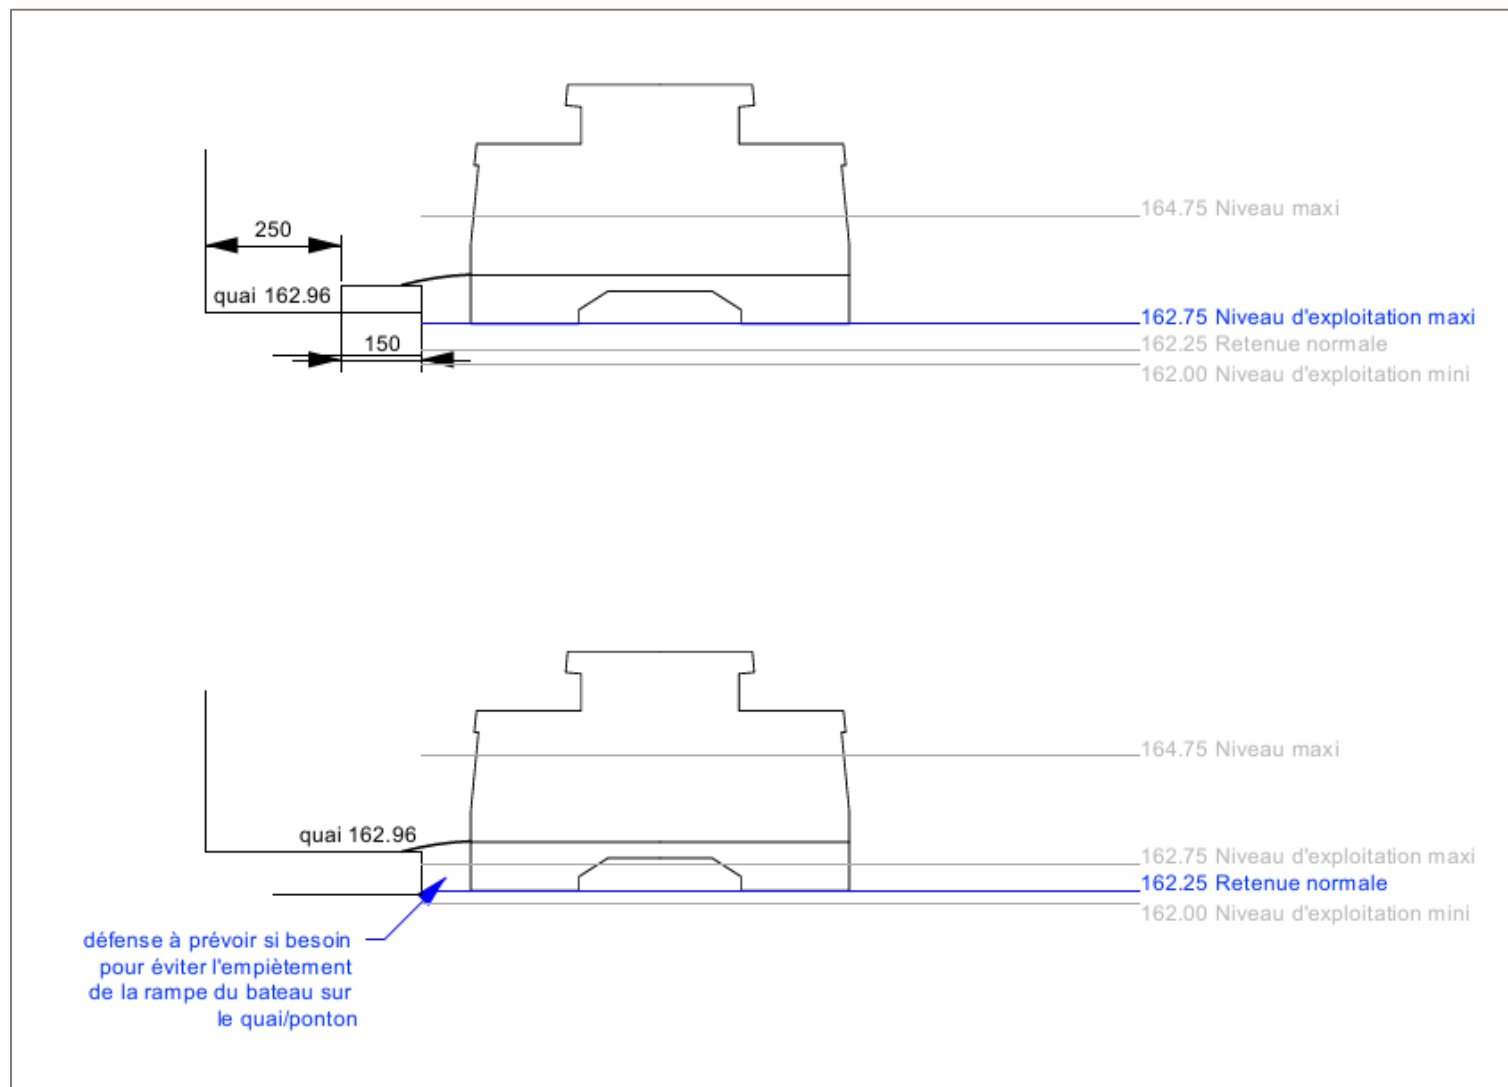 164.75 Niveau maxi
250
quai 162.96
162.75 Niveau d'exploitation maxi
150
162.25 Retenue normale
162.00 Niveau d'exploitation mini
164.75 Niveau maxi
quai 162.96
162.75 Niveau d'exploitation maxi
162.25 Retenue normale
162.00 Niveau d'exploitation mini
défense à prévoir si besoin
pour éviter l'empiètement
de la rampe du bateau sur
le quai/ponton